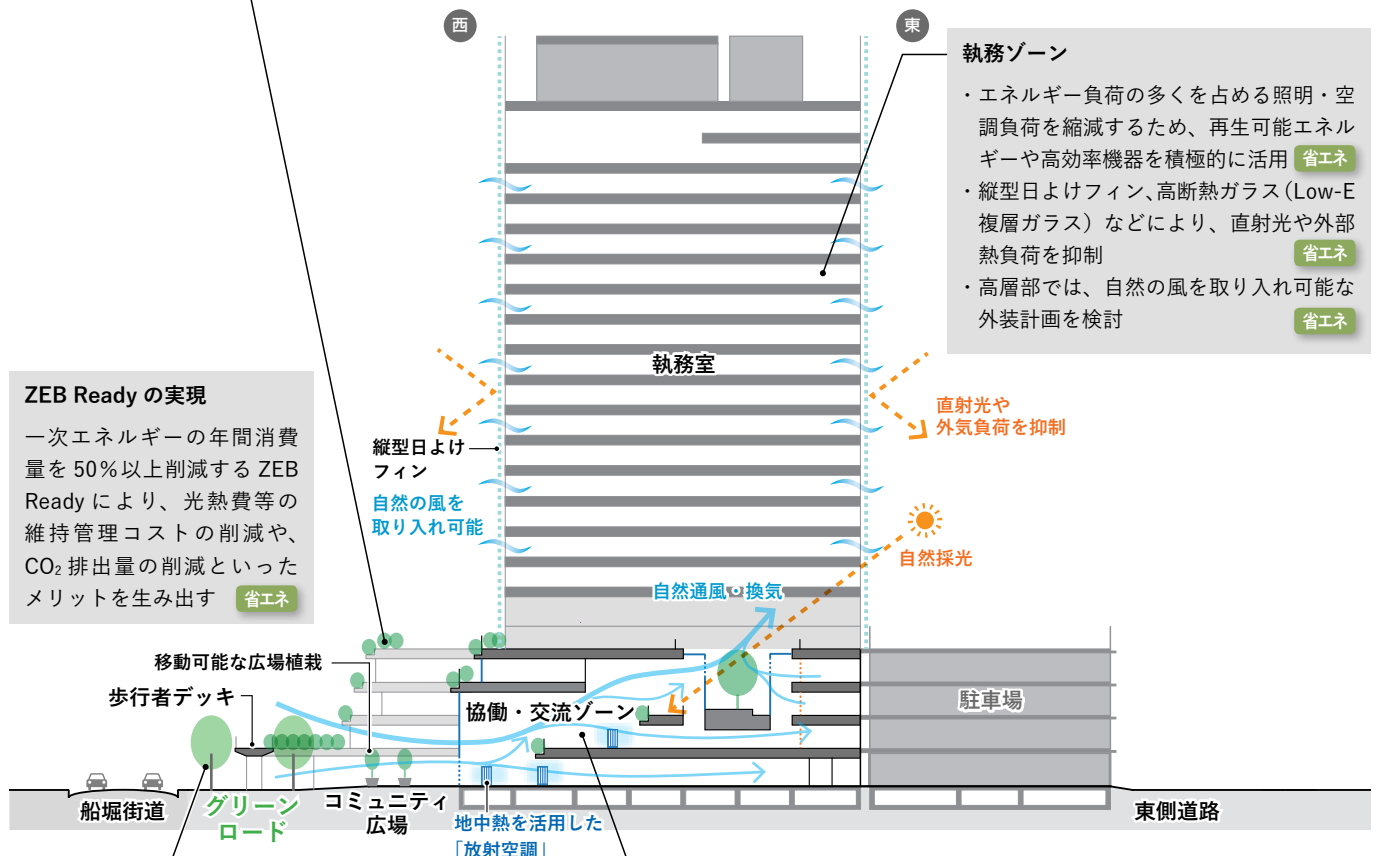 西
東
執務ゾーン
・エネルギー負荷の多くを占める照明・空
調負荷を縮減するため、再生可能エネル
ギーや高効率機器を積極的に活用 省エネ
・縦型日よけフィン、高断熱ガラス（Low-E
複層ガラス）などにより、直射光や外部
熱負荷を抑制 省エネ
・高層部では、自然の風を取り入れ可能な
外装計画を検討 省エネ
執務室
ZEB Ready の実現
一次エネルギーの年間消費
量を 50％以上削減する ZEB
Ready により、光熱費等の
維持管理コストの削減や、
CO₂ 排出量の削減といった
メリットを生み出す 省エネ
縦型日よけ
フィン
自然の風を
取り入れ可能
直射光や
外気負荷を抑制
自然採光
自然通風・換気
移動可能な広場植栽
歩行者デッキ
協働・交流ゾーン
駐車場
船堀街道
グリーン
ロード
コミュニティ
広場
地中熱を活用した
「放射空調」
東側道路